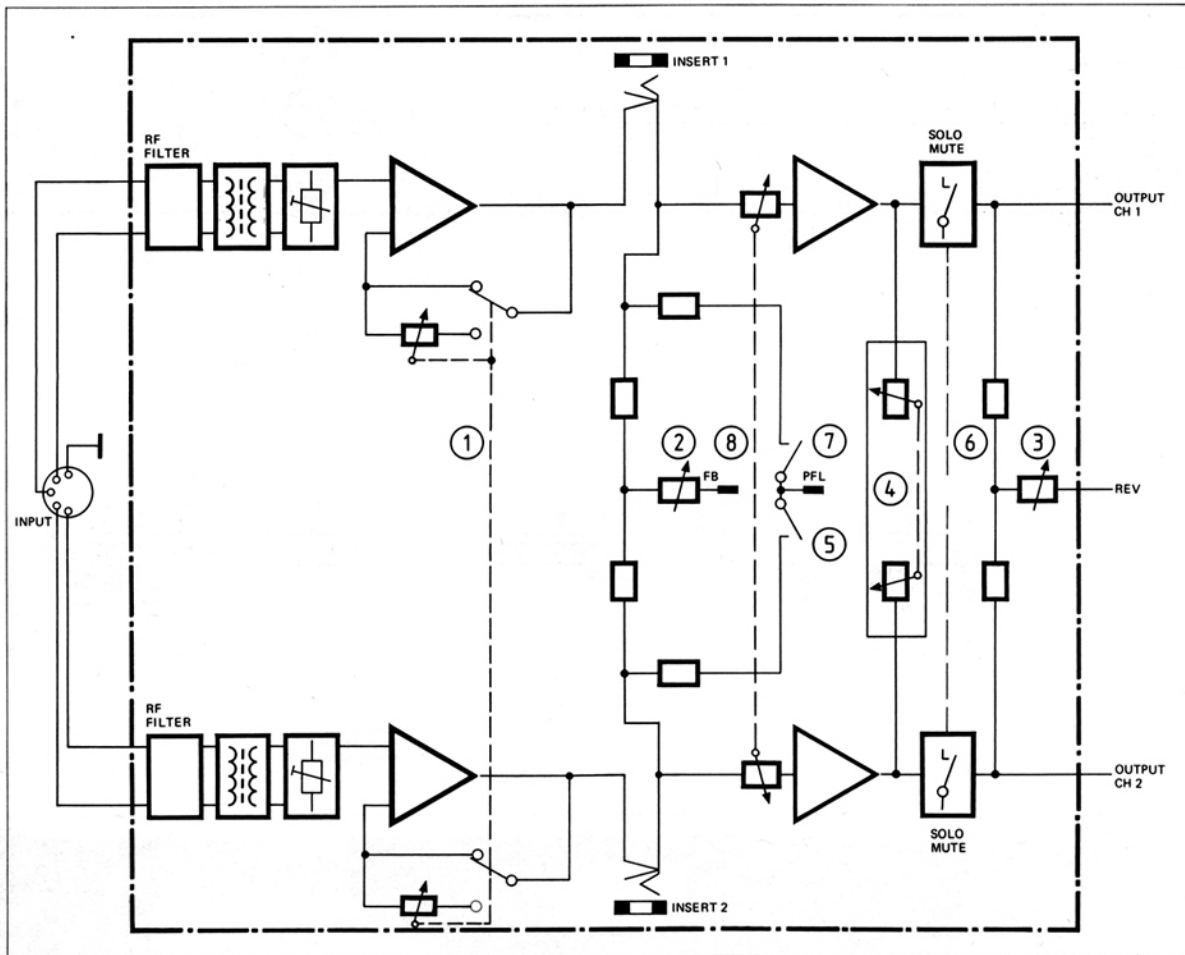 INSERT 1
RF
FILTER
SOLO
MUTE
OUTPUT
CH 1
1
2
FB
8
7
PFL
5
4
6
3
REV
INPUT
RF
FILTER
OUTPUT
CH 2
SOLO
MUTE
INSERT 2